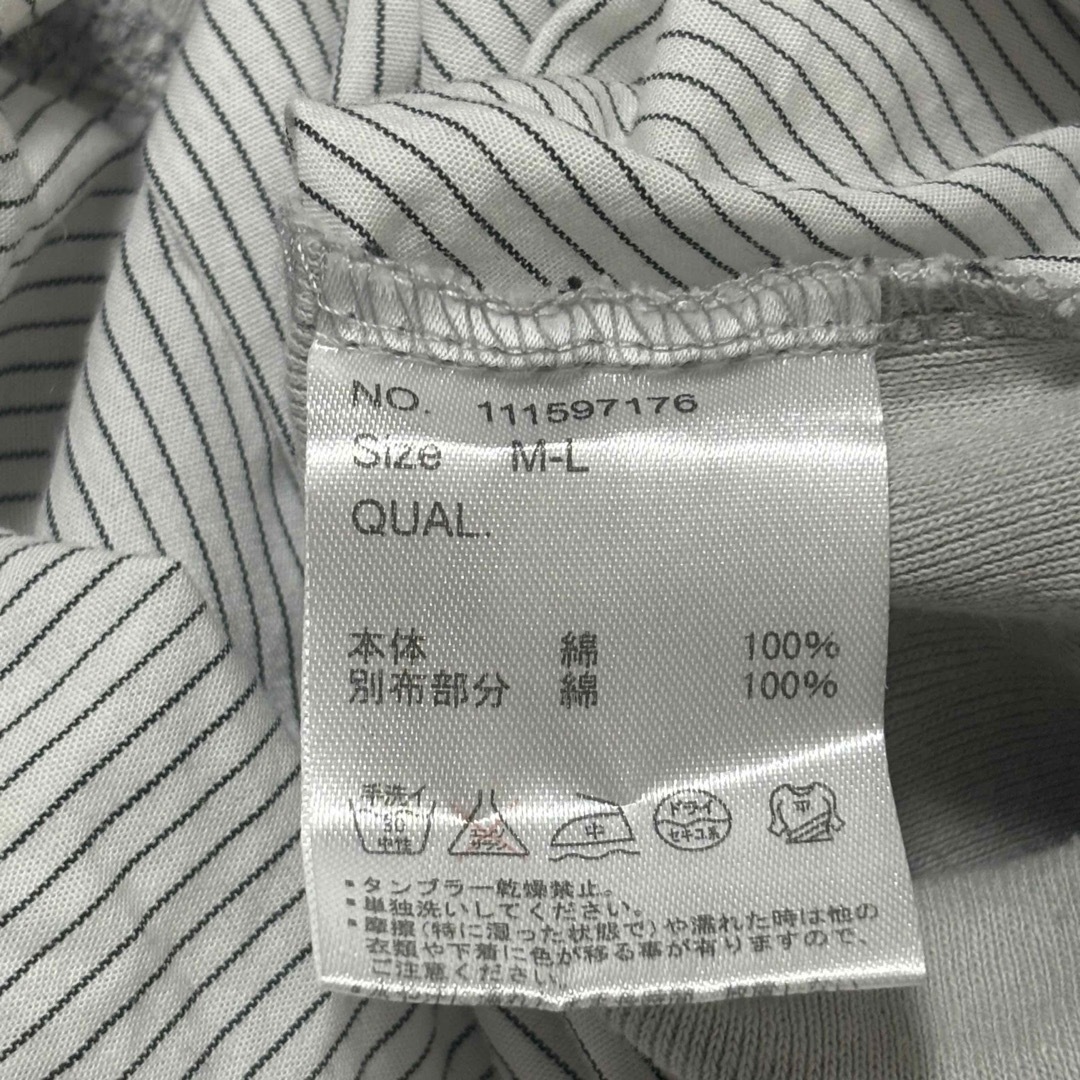 NO. 111597176
Size M-L
QUAL.
本体 綿 100%
別布部分 綿 100%
手洗イ
30
中性
中
ドライ
セキユ系
平
・タンブラー乾燥禁止。
・単独洗いしてください。
・摩擦(特に湿った状態で)や濡れた時は他の
衣類や下着に色が移る事が有りますので、
ご注意ください。